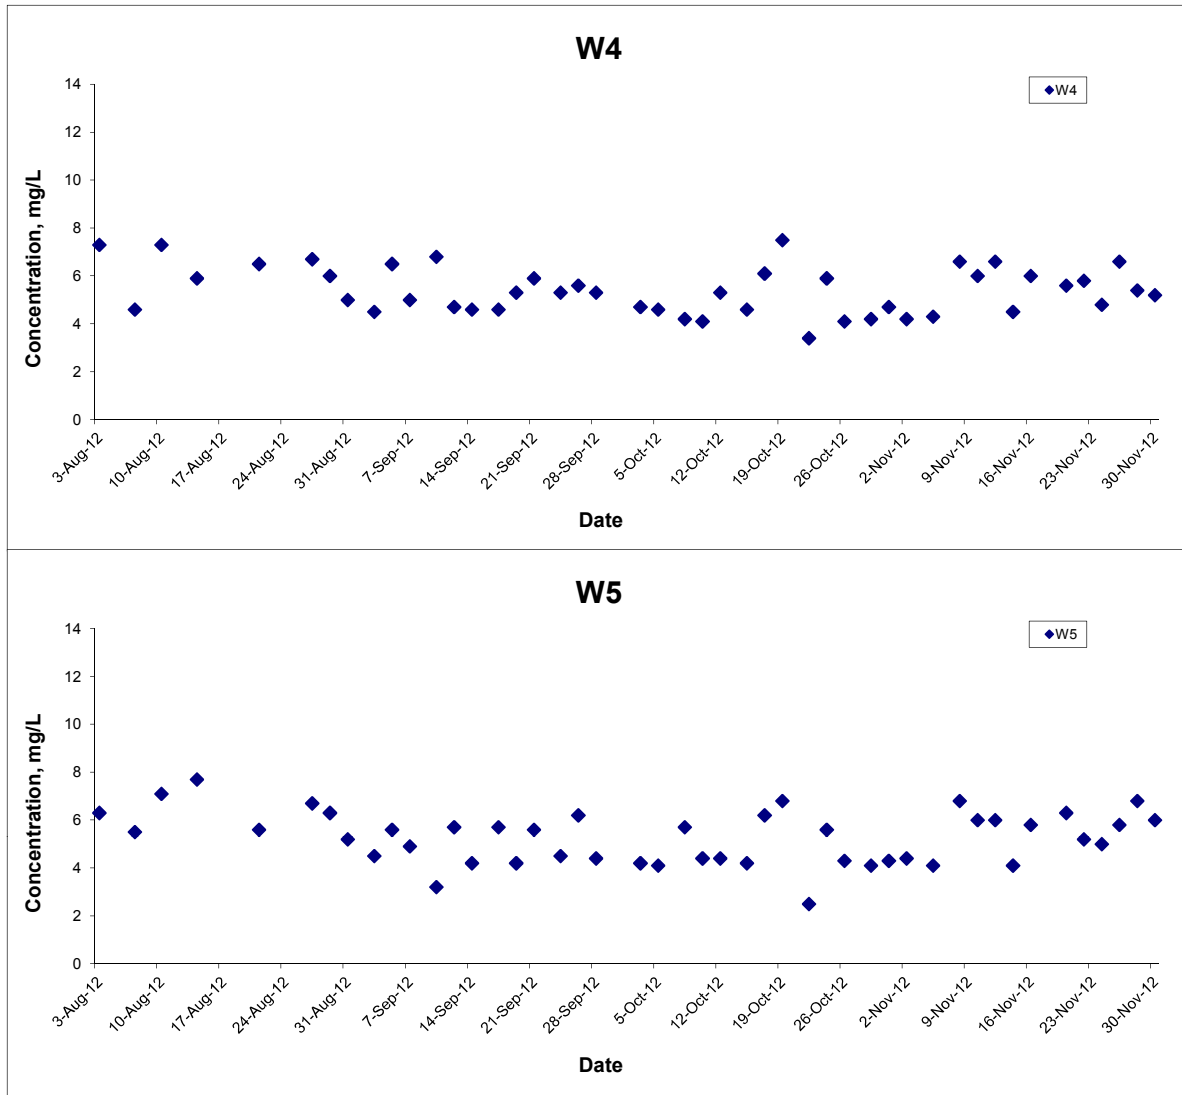 W4
W4
14
12
10
8
6
4
2
0
Concentration, mg/L
3-Aug-12
10-Aug-12
17-Aug-12
24-Aug-12
31-Aug-12
7-Sep-12
14-Sep-12
21-Sep-12
28-Sep-12
5-Oct-12
12-Oct-12
19-Oct-12
26-Oct-12
2-Nov-12
9-Nov-12
16-Nov-12
23-Nov-12
30-Nov-12
Date
W5
W5
14
12
10
8
6
4
2
0
Concentration, mg/L
3-Aug-12
10-Aug-12
17-Aug-12
24-Aug-12
31-Aug-12
7-Sep-12
14-Sep-12
21-Sep-12
28-Sep-12
5-Oct-12
12-Oct-12
19-Oct-12
26-Oct-12
2-Nov-12
9-Nov-12
16-Nov-12
23-Nov-12
30-Nov-12
Date